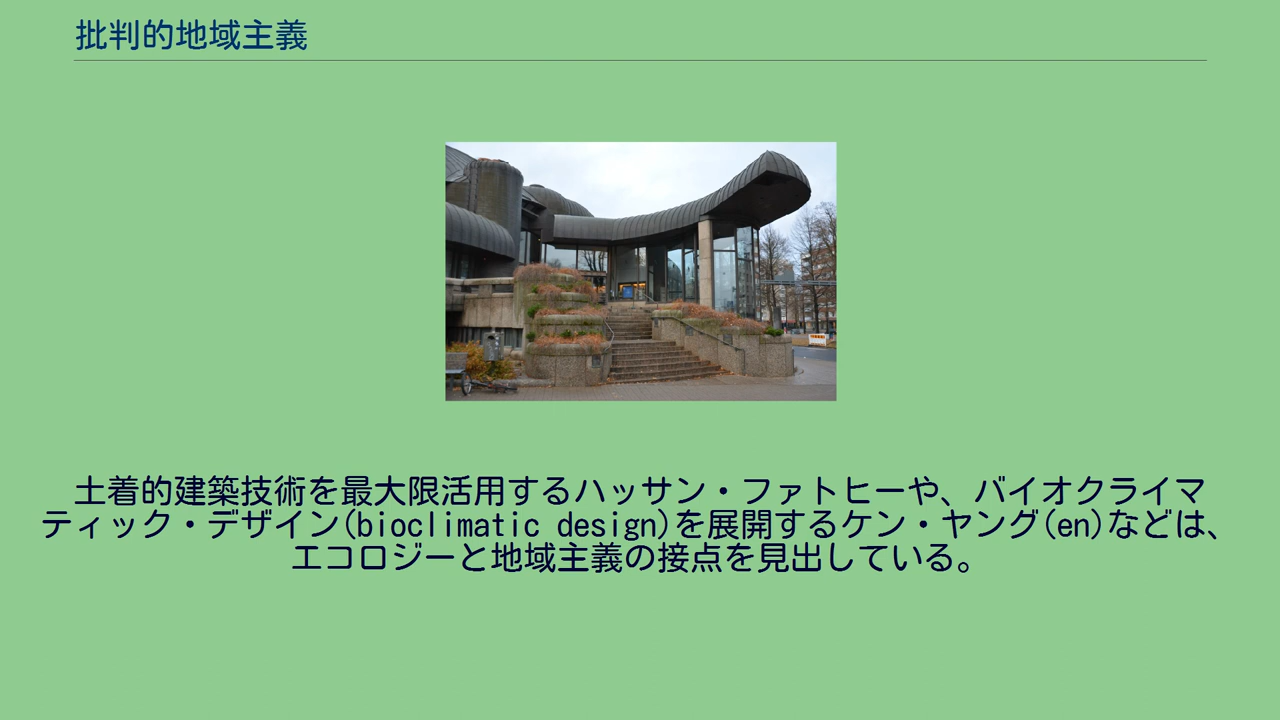 批判的地域主義
土着的建築技術を最大限活用するハッサン・ファトヒーや、バイオクライマ
ティック・デザイン(bioclimatic design)を展開するケン・ヤング(en)などは、
エコロジーと地域主義の接点を見出している。